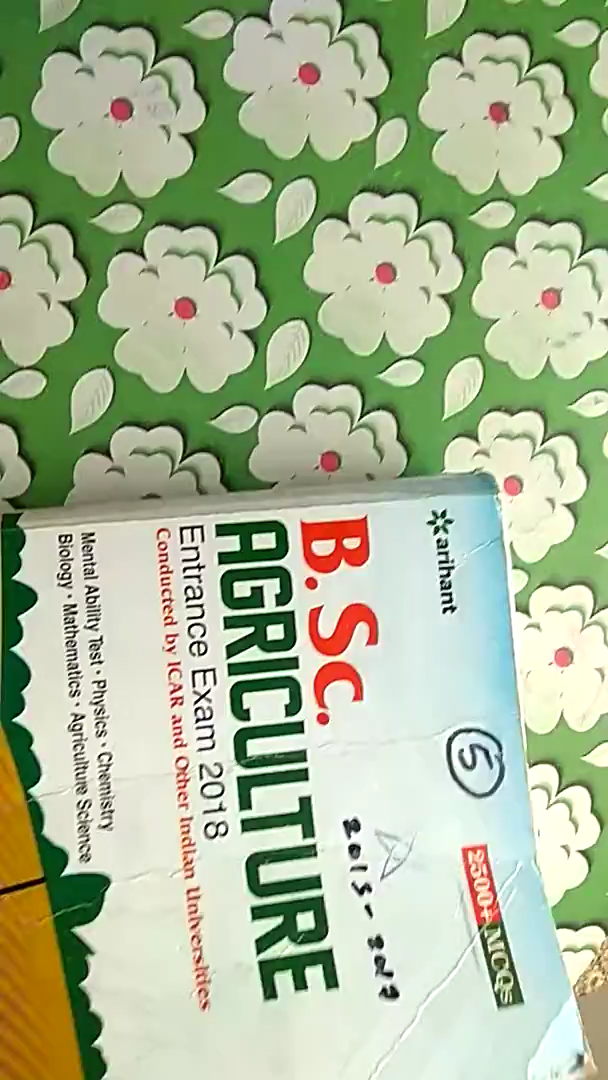 arihant
5
2500+ MCQs
2013-2017
B.Sc.
AGRICULTURE
Entrance Exam 2018
Conducted by ICAR and Other Indian Universities
Mental Ability Test • Physics • Chemistry
Biology • Mathematics • Agriculture Science